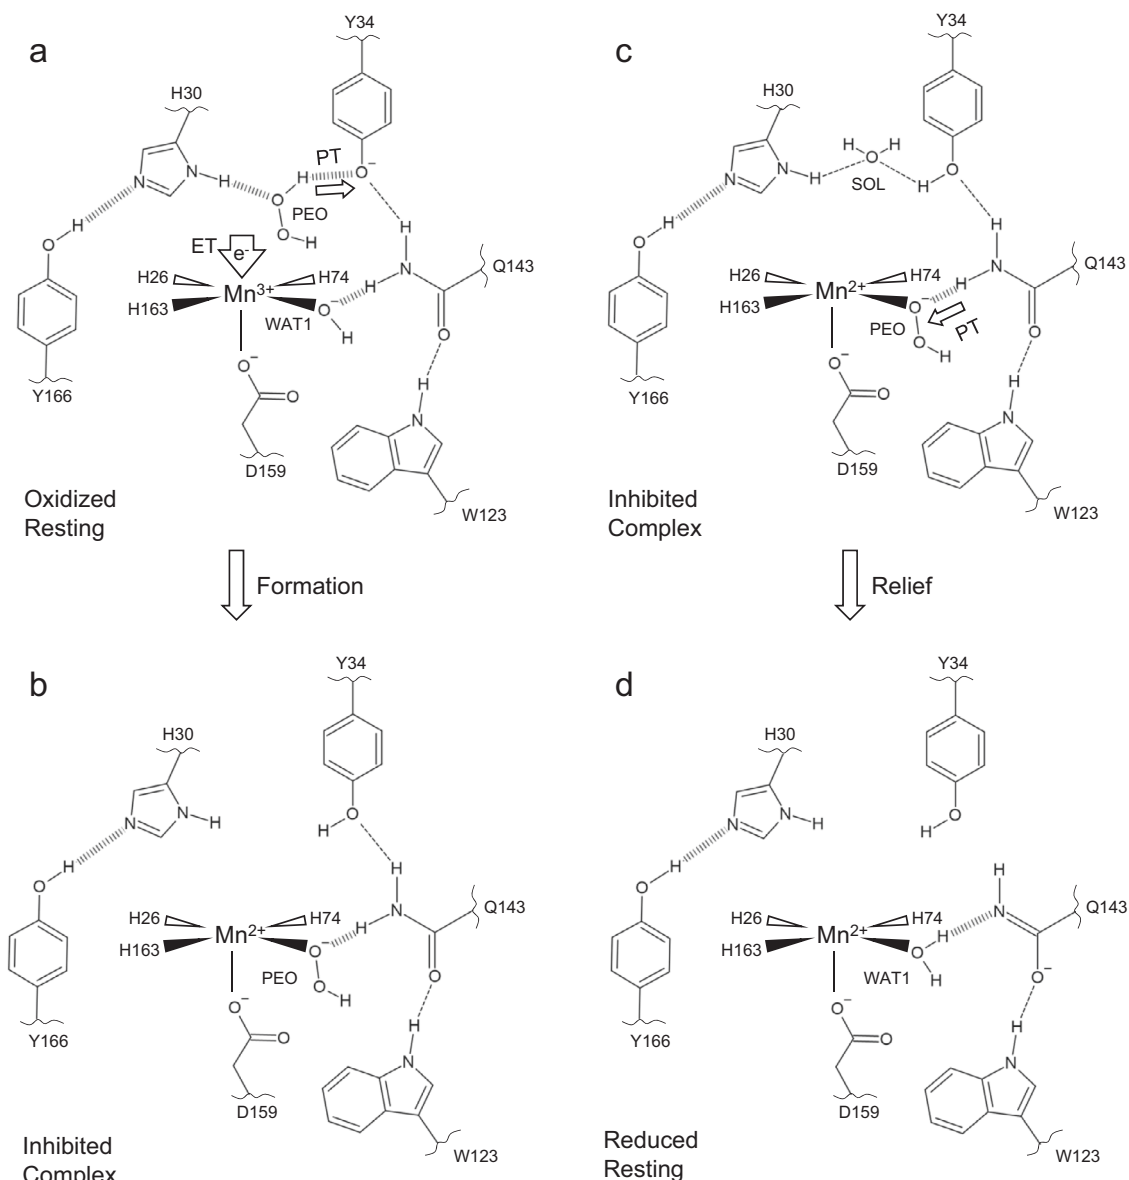 a
Y34
H30
N
N
H
H
PT
O⁻
O
PEO
O
H
H
O
H
ET
e⁻
H26
H74
H
N
Q143
Mn³⁺
H163
O⁻
WAT1
H
O
Y166
O⁻
O
H
N
D159
W123
Oxidized
Resting
Formation
c
Y34
H30
H
H
O
SOL
H
O
N
N
H
H
O
H
H
N
Q143
H26
H74
Mn²⁺
H163
O⁻
PEO
O
H
PT
O
Y166
O⁻
O
H
N
D159
W123
Inhibited
Complex
Relief
b
Y34
H30
N
N
H
H
O
H
O
H
H
N
Q143
H26
H74
Mn²⁺
H163
O⁻
PEO
O
H
O
Y166
O⁻
O
H
N
D159
W123
Inhibited
Complex
d
Y34
H30
N
N
H
H
O
H
O
H
N
Q143
H26
H74
Mn²⁺
H163
H
O
WAT1
H
O⁻
Y166
O⁻
O
H
N
D159
W123
Reduced
Resting